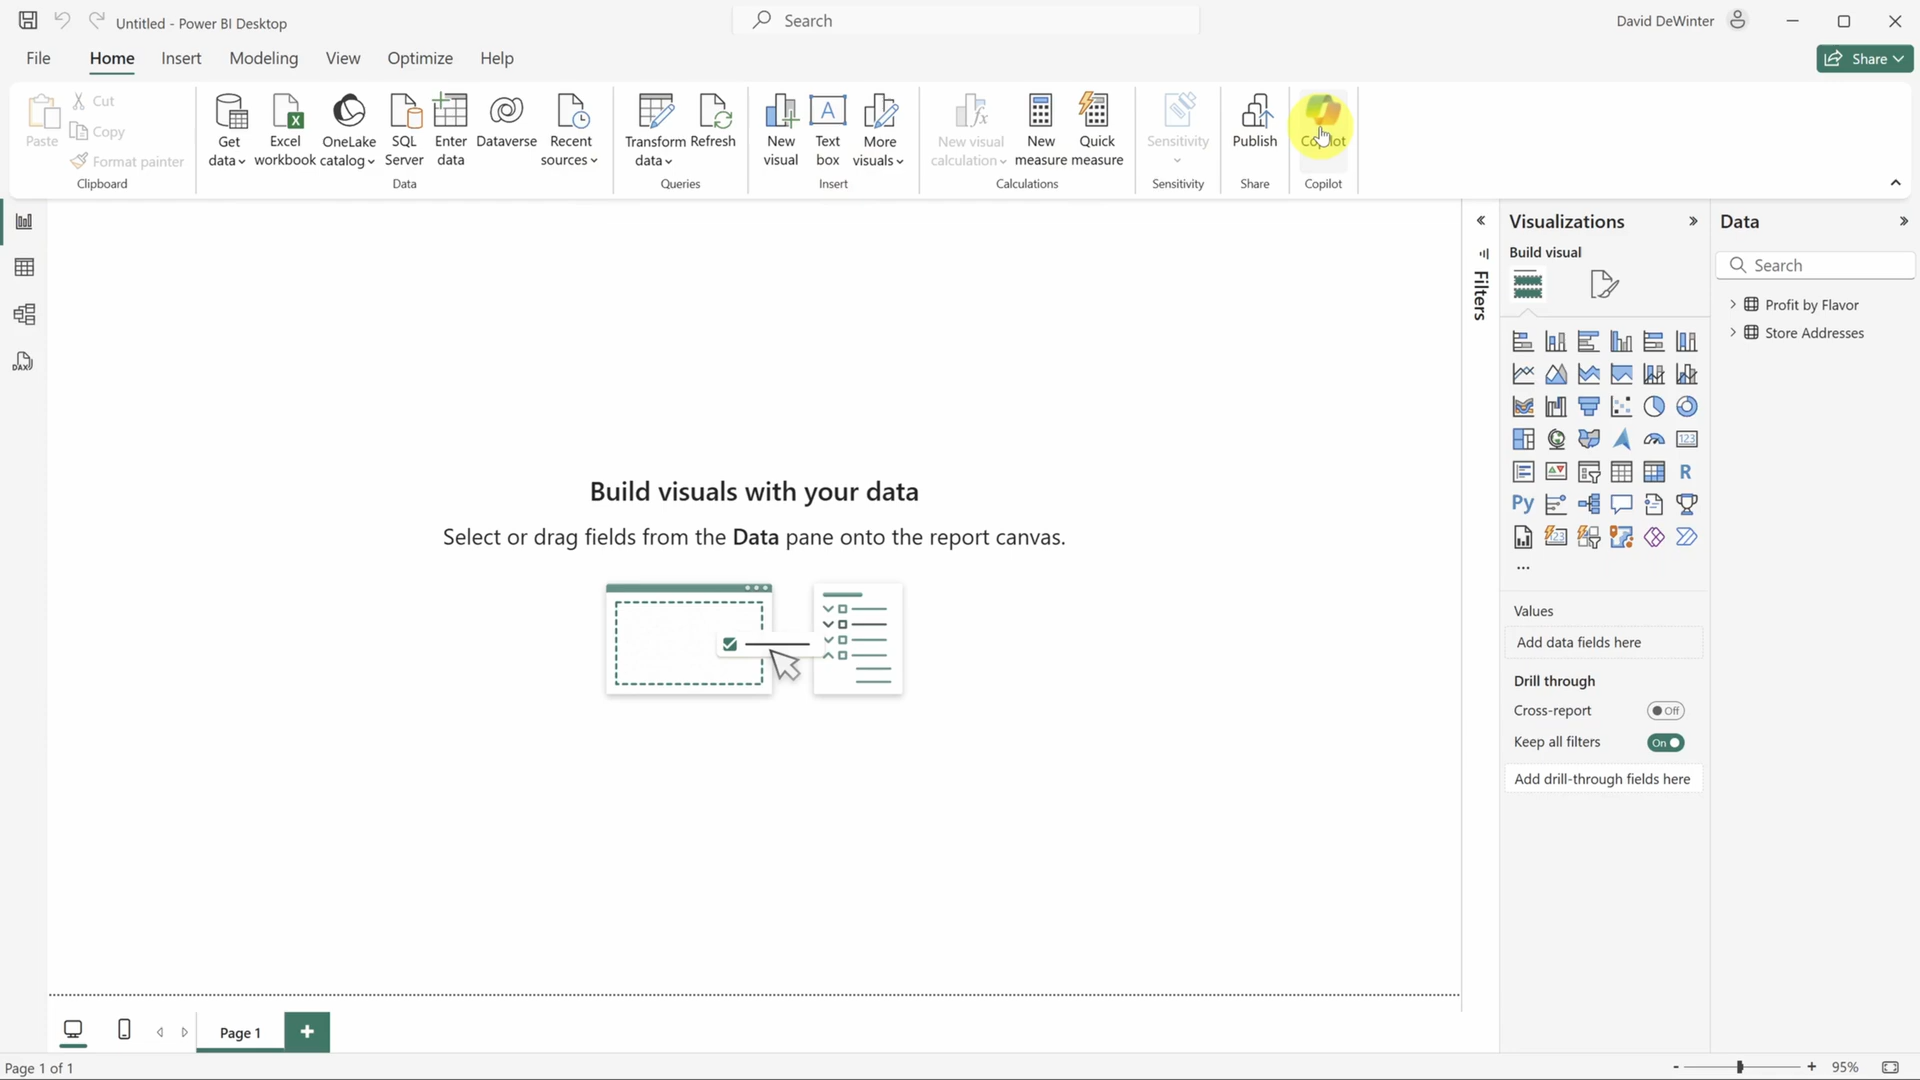 Untitled - Power BI Desktop
Search
David DeWinter
File
Home
Insert
Modeling
View
Optimize
Help
Share
Paste
Cut
Copy
Format painter
Clipboard
Get data
Excel workbook
OneLake catalog
SQL Server
Enter data
Dataverse
Recent sources
Data
Transform data
Refresh
Queries
New visual
A
Text box
More visuals
Insert
New visual calculation
New measure
Quick measure
Calculations
Sensitivity
Sensitivity
Publish
Share
Copilot
Copilot
DAX
Build visuals with your data
Select or drag fields from the Data pane onto the report canvas.
Filters
Visualizations
Build visual
123
R
Py
123
...
Values
Add data fields here
Drill through
Cross-report
Off
Keep all filters
On
Add drill-through fields here
Data
Search
Profit by Flavor
Store Addresses
Page 1
+
Page 1 of 1
-
+
95%